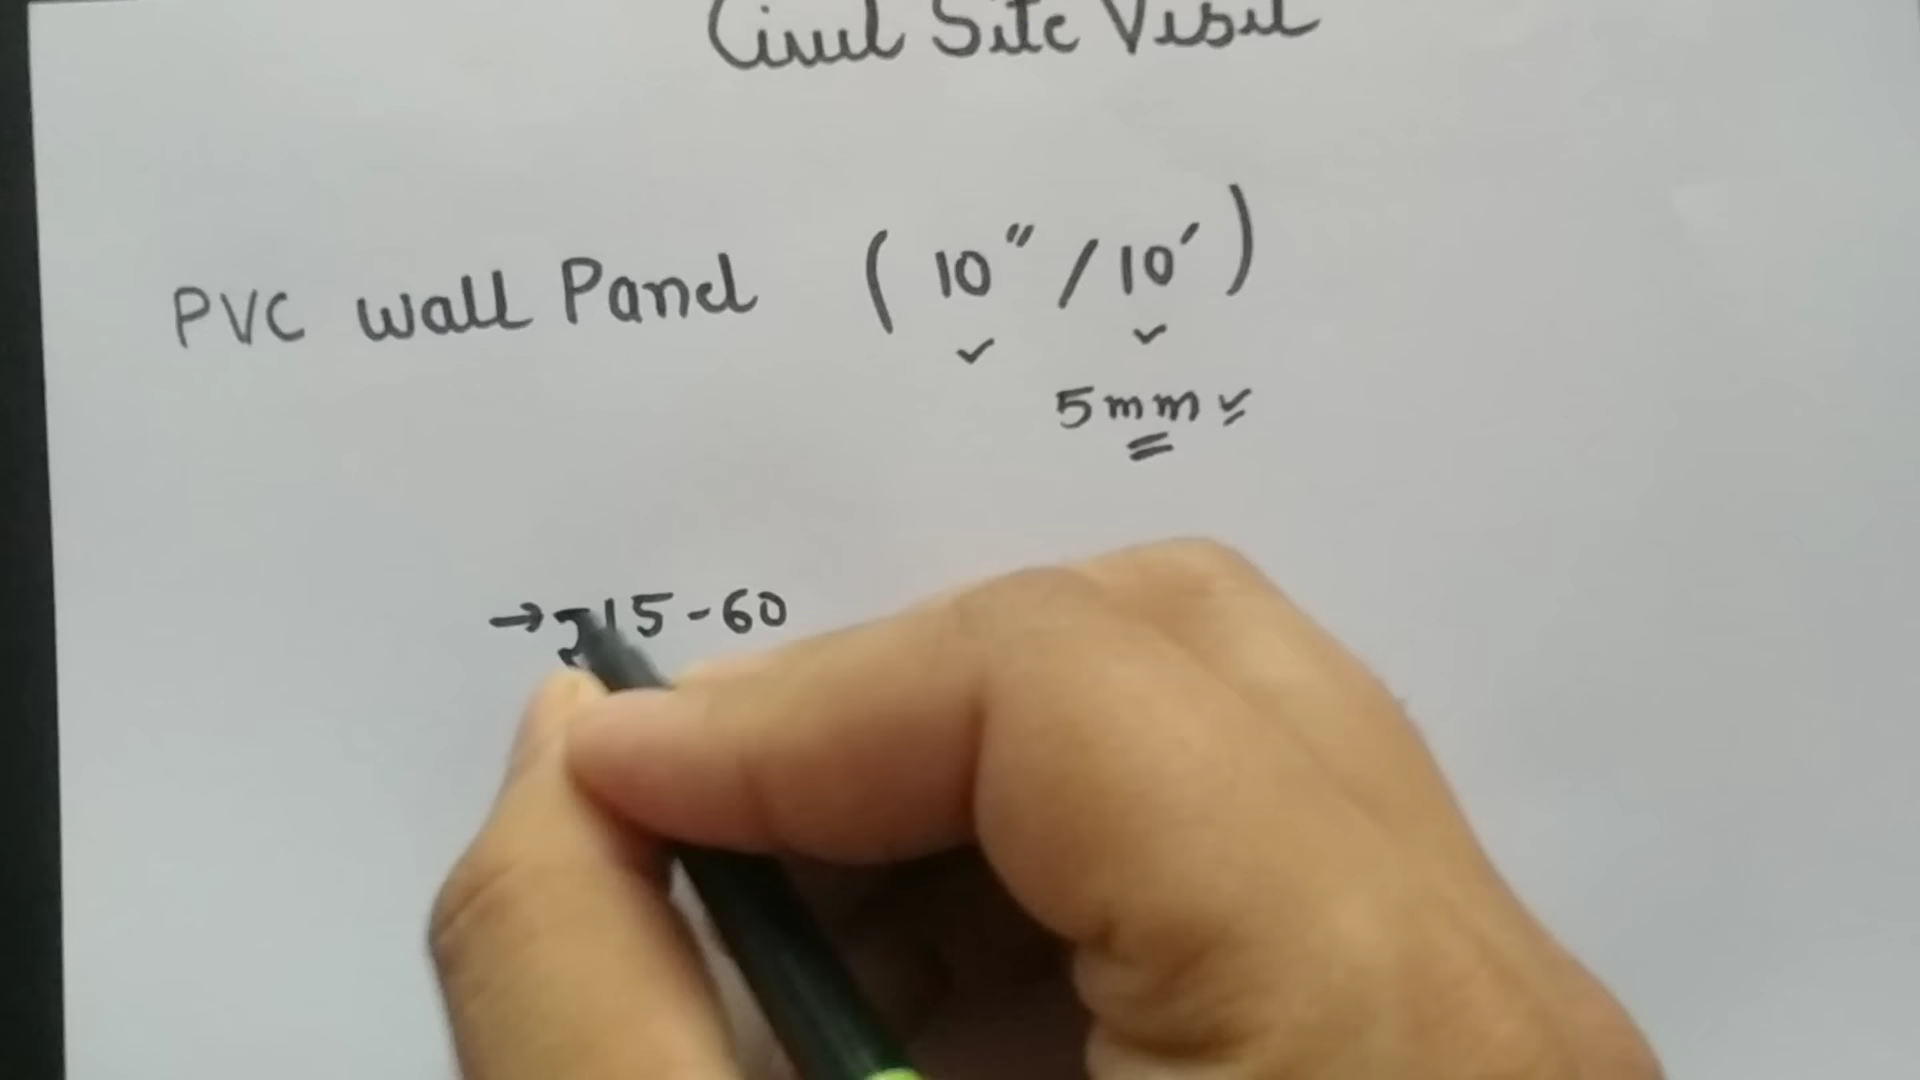 Civil Site Visit
PVC wall Panel ( 10" / 10' )
5mm
→ 15-60